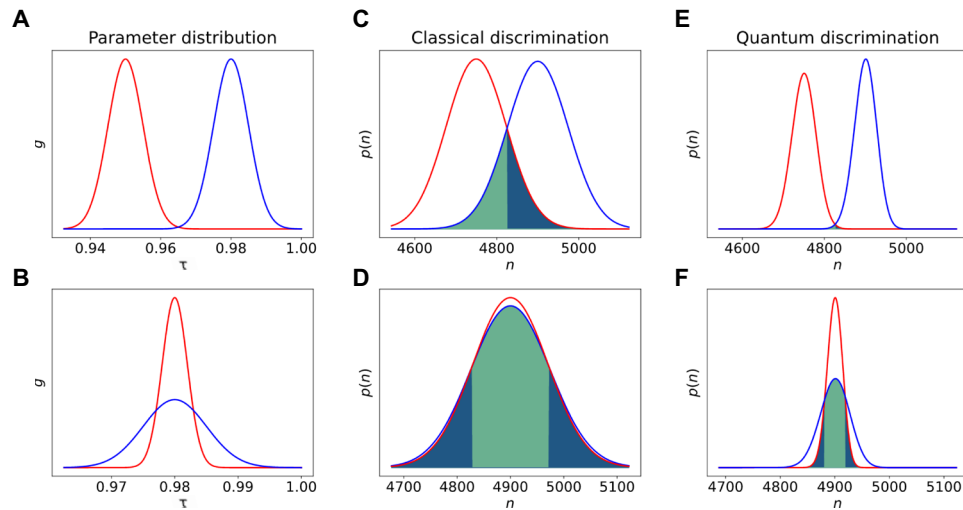 A
Parameter distribution
g
0.94 0.96 0.98 1.00
τ
C
Classical discrimination
p(n)
4600 4800 5000
n
E
Quantum discrimination
p(n)
4600 4800 5000
n
B
g
0.97 0.98 0.99 1.00
τ
D
p(n)
4700 4800 4900 5000 5100
n
F
p(n)
4700 4800 4900 5000 5100
n